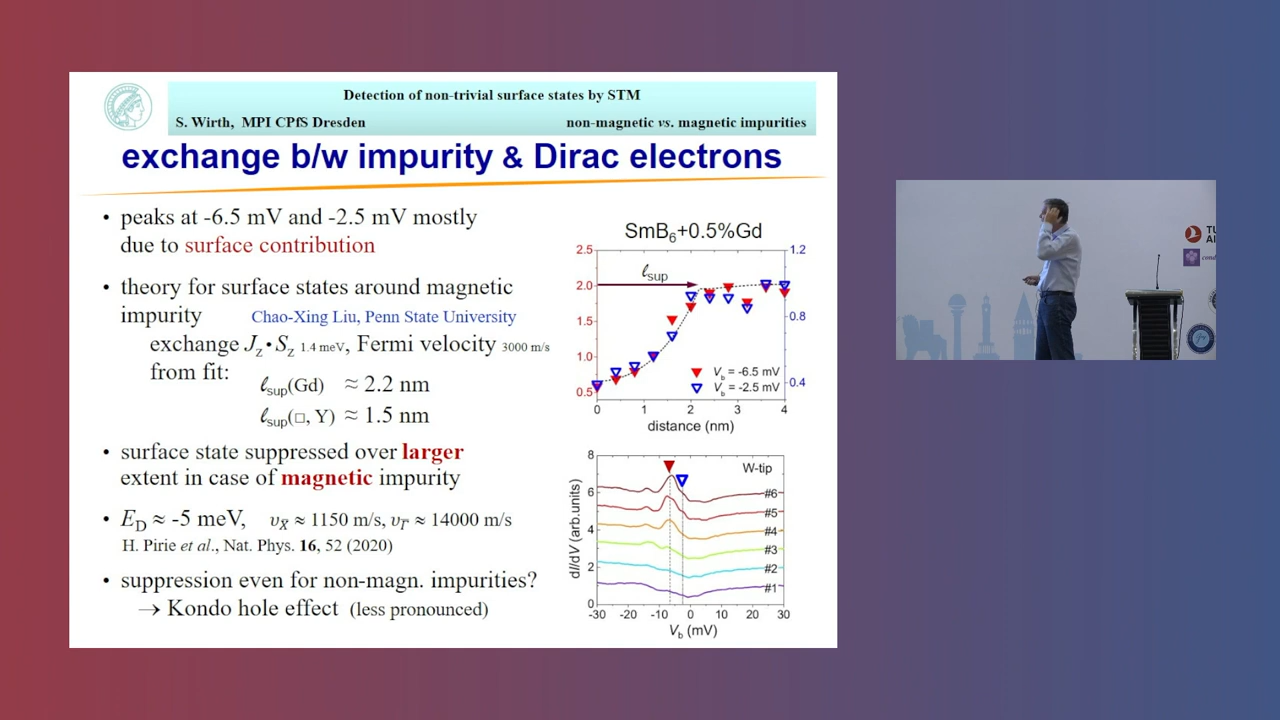 Detection of non-trivial surface states by STM
S. Wirth, MPI CPfS Dresden
non-magnetic vs. magnetic impurities
exchange b/w impurity & Dirac electrons
• peaks at -6.5 mV and -2.5 mV mostly
due to surface contribution
• theory for surface states around magnetic
impurity Chao-Xing Liu, Penn State University
exchange Jz•Sz 1.4 meV, Fermi velocity 3000 m/s
from fit:
ℓsup(Gd) ≈ 2.2 nm
ℓsup(□, Y) ≈ 1.5 nm
• surface state suppressed over larger
extent in case of magnetic impurity
• ED ≈ -5 meV, υX̄ ≈ 1150 m/s, υΓ̄ ≈ 14000 m/s
H. Pirie et al., Nat. Phys. 16, 52 (2020)
• suppression even for non-magn. impurities?
→ Kondo hole effect (less pronounced)
SmB6+0.5%Gd
2.5
2.0
1.5
1.0
0.5
ℓsup
1.2
0.8
0.4
Vb = -6.5 mV
Vb = -2.5 mV
0 1 2 3 4
distance (nm)
dI/dV (arb.units)
8
6
4
2
0
W-tip
#6
#5
#4
#3
#2
#1
-30 -20 -10 0 10 20 30
Vb (mV)
TU
AI